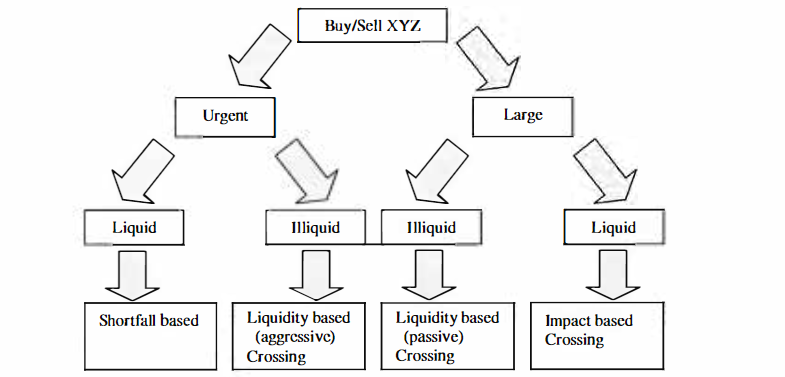 Buy/Sell XYZ
Urgent
Large
Liquid
Illiquid
Illiquid
Liquid
Shortfall based
Liquidity based
(aggressive)
Crossing
Liquidity based
(passive)
Crossing
Impact based
Crossing